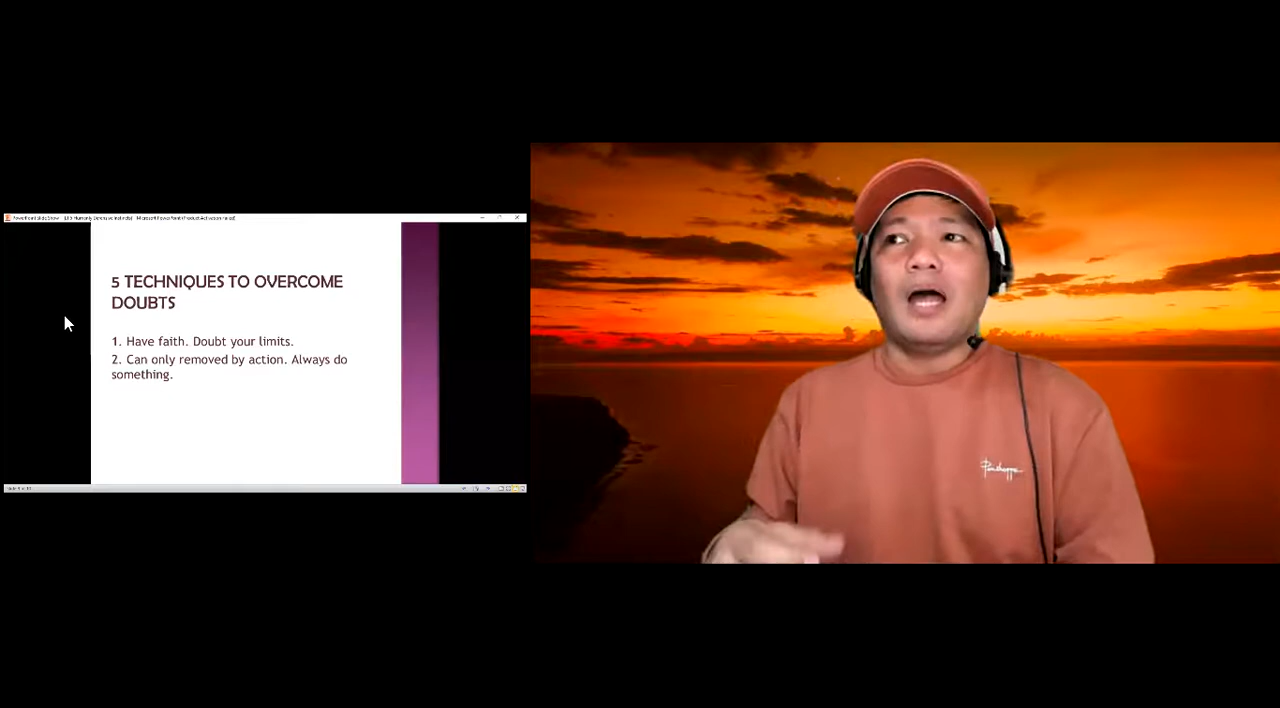 5 TECHNIQUES TO OVERCOME
DOUBTS
1. Have faith. Doubt your limits.
2. Can only removed by action. Always do
something.
Penshoppe